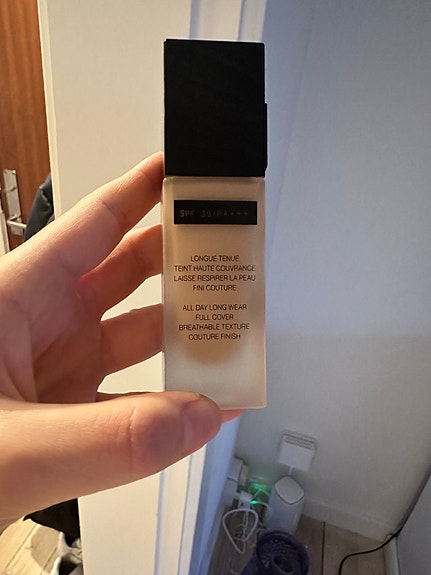 SPF 39/PA+++
LONGUE TENUE
TEINT HAUTE COUVRANCE
LAISSE RESPIRER LA PEAU
FINI COUTURE
ALL DAY LONG WEAR
FULL COVER
BREATHABLE TEXTURE
COUTURE FINISH